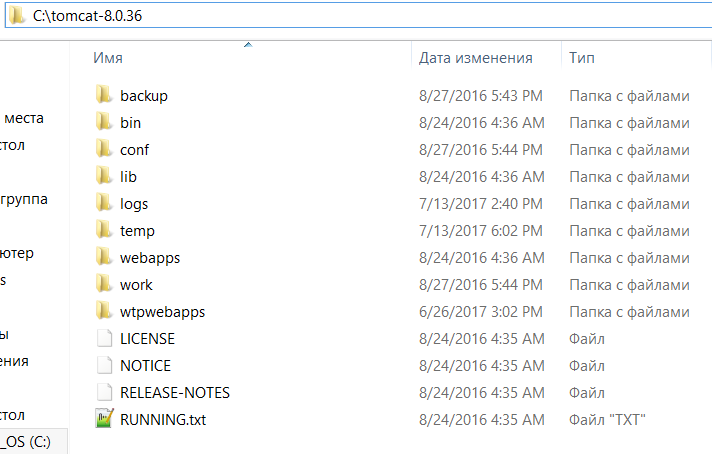 C:\tomcat-8.0.36
Имя Дата изменения Тип
backup 8/27/2016 5:43 PM Папка с файлами
места bin 8/24/2016 4:36 AM Папка с файлами
стол conf 8/27/2016 5:44 PM Папка с файлами
lib 8/24/2016 4:36 AM Папка с файлами
группа logs 7/13/2017 2:40 PM Папка с файлами
temp 7/13/2017 6:02 PM Папка с файлами
ютер webapps 8/24/2016 4:36 AM Папка с файлами
s work 8/27/2016 5:44 PM Папка с файлами
wtpwebapps 6/26/2017 3:02 PM Папка с файлами
ы LICENSE 8/24/2016 4:35 AM Файл
ения NOTICE 8/24/2016 4:35 AM Файл
RELEASE-NOTES 8/24/2016 4:35 AM Файл
стол RUNNING.txt 8/24/2016 4:35 AM Файл "TXT"
_OS (C:)